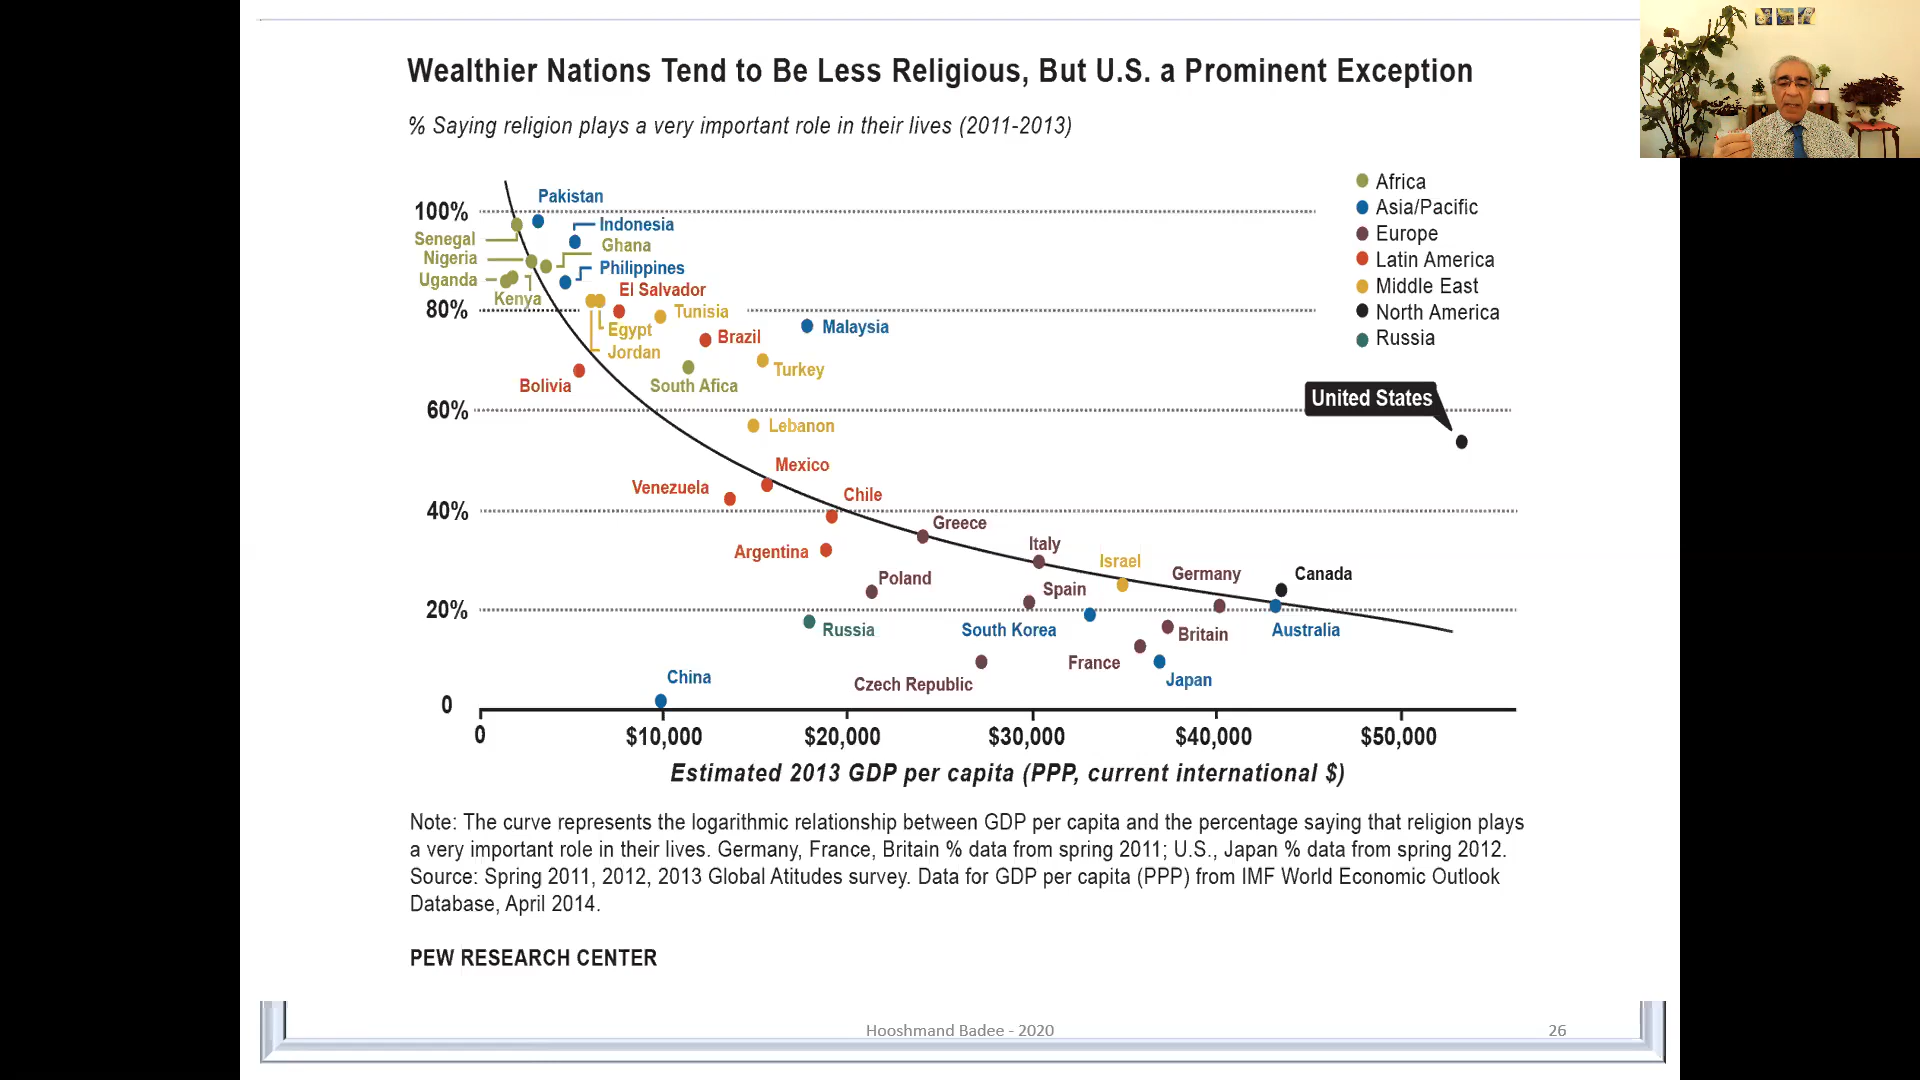 Wealthier Nations Tend to Be Less Religious, But U.S. a Prominent Exception
% Saying religion plays a very important role in their lives (2011-2013)
Africa
Asia/Pacific
Europe
Latin America
Middle East
North America
Russia
100%
80%
60%
40%
20%
0
Pakistan
Indonesia
Senegal
Ghana
Nigeria
Philippines
Uganda
Kenya
El Salvador
Tunisia
Egypt
Brazil
Malaysia
Jordan
Turkey
Bolivia
South Afica
United States
Lebanon
Mexico
Venezuela
Chile
Greece
Argentina
Italy
Israel
Poland
Spain
Germany
Canada
Russia
South Korea
Britain
Australia
France
China
Czech Republic
Japan
0
$10,000
$20,000
$30,000
$40,000
$50,000
Estimated 2013 GDP per capita (PPP, current international $)
Note: The curve represents the logarithmic relationship between GDP per capita and the percentage saying that religion plays
a very important role in their lives. Germany, France, Britain % data from spring 2011; U.S., Japan % data from spring 2012.
Source: Spring 2011, 2012, 2013 Global Atitudes survey. Data for GDP per capita (PPP) from IMF World Economic Outlook
Database, April 2014.
PEW RESEARCH CENTER
Hooshmand Badee - 2020
26